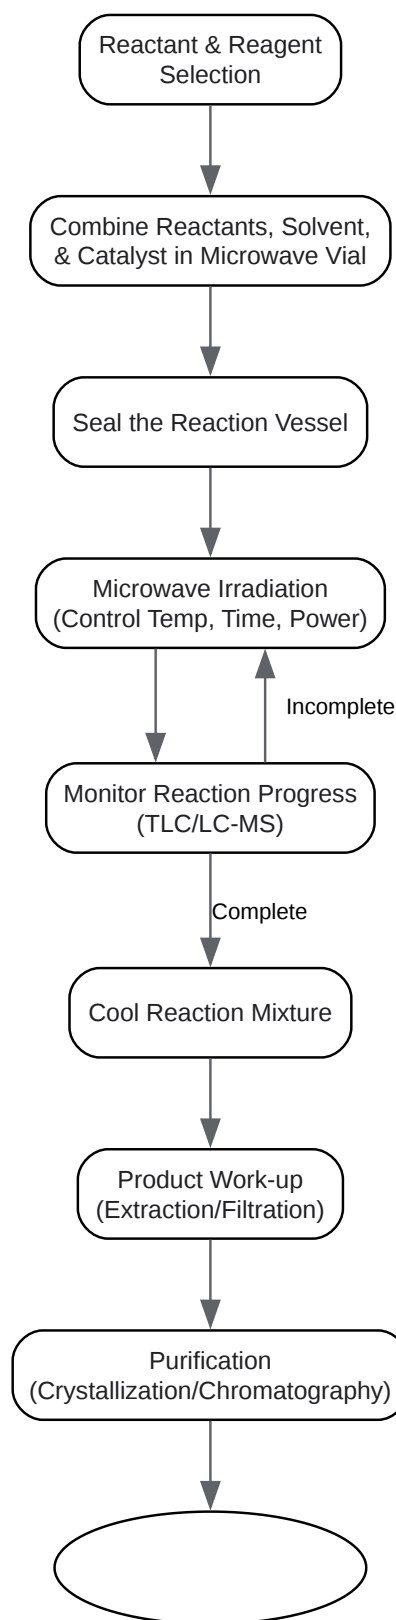 Reactant & Reagent
Selection
Combine Reactants, Solvent,
& Catalyst in Microwave Vial
Seal the Reaction Vessel
Microwave Irradiation
(Control Temp, Time, Power)
Incomplete
Monitor Reaction Progress
(TLC/LC-MS)
Complete
Cool Reaction Mixture
Product Work-up
(Extraction/Filtration)
Purification
(Crystallization/Chromatography)